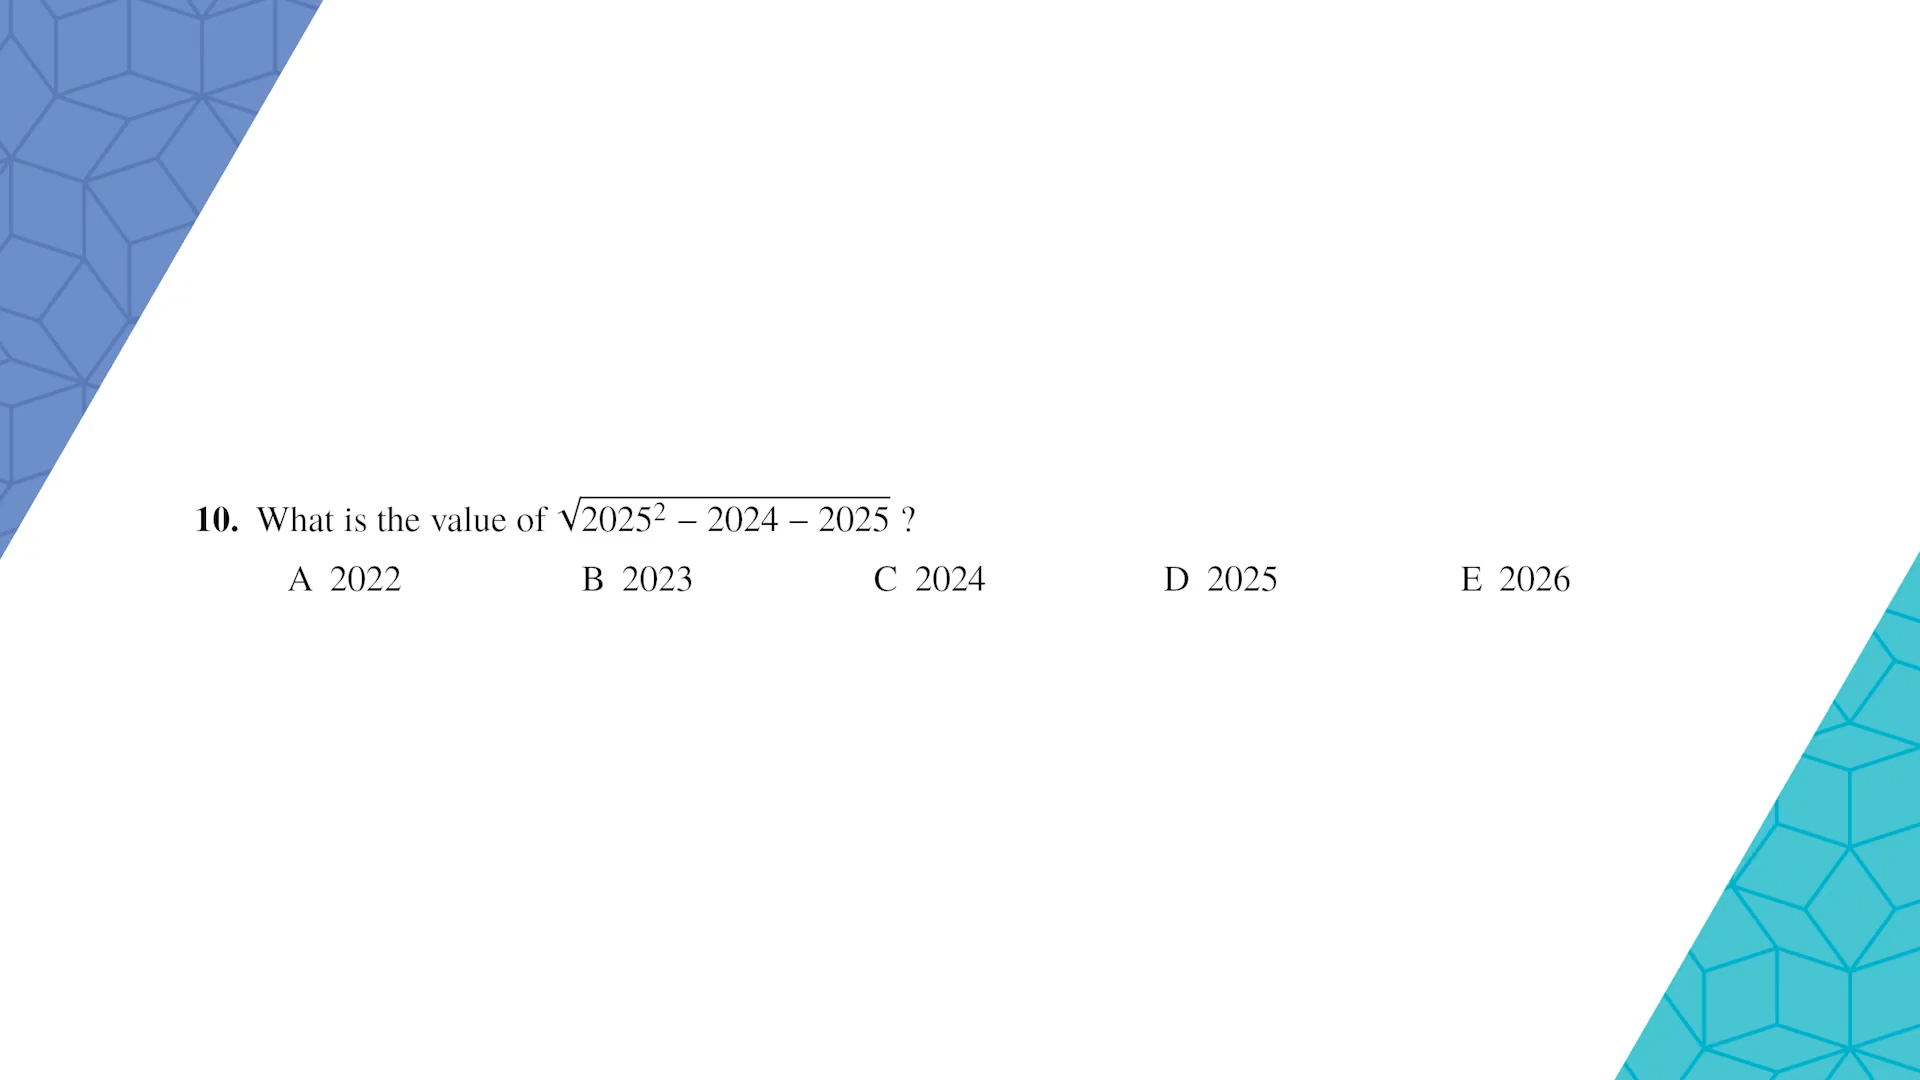 10. What is the value of √2025² – 2024 – 2025 ?
A 2022 B 2023 C 2024 D 2025 E 2026